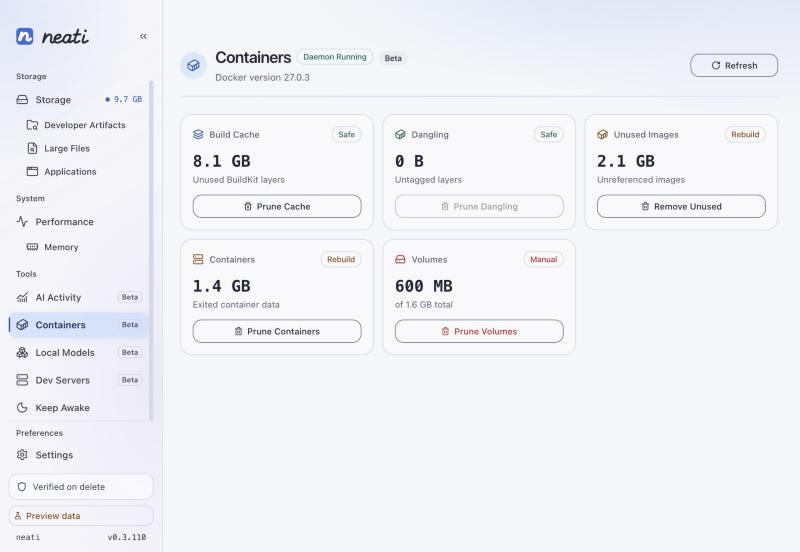 neati
Storage
Storage 9.7 GB
Developer Artifacts
Large Files
Applications
System
Performance
Memory
Tools
AI Activity Beta
Containers Beta
Local Models Beta
Dev Servers Beta
Keep Awake
Preferences
Settings
Verified on delete
Preview data
neati v0.3.110
Containers Daemon Running Beta
Docker version 27.0.3
Refresh
Build Cache Safe
8.1 GB
Unused BuildKit layers
Prune Cache
Dangling Safe
0 B
Untagged layers
Prune Dangling
Unused Images Rebuild
2.1 GB
Unreferenced images
Remove Unused
Containers Rebuild
1.4 GB
Exited container data
Prune Containers
Volumes Manual
600 MB
of 1.6 GB total
Prune Volumes